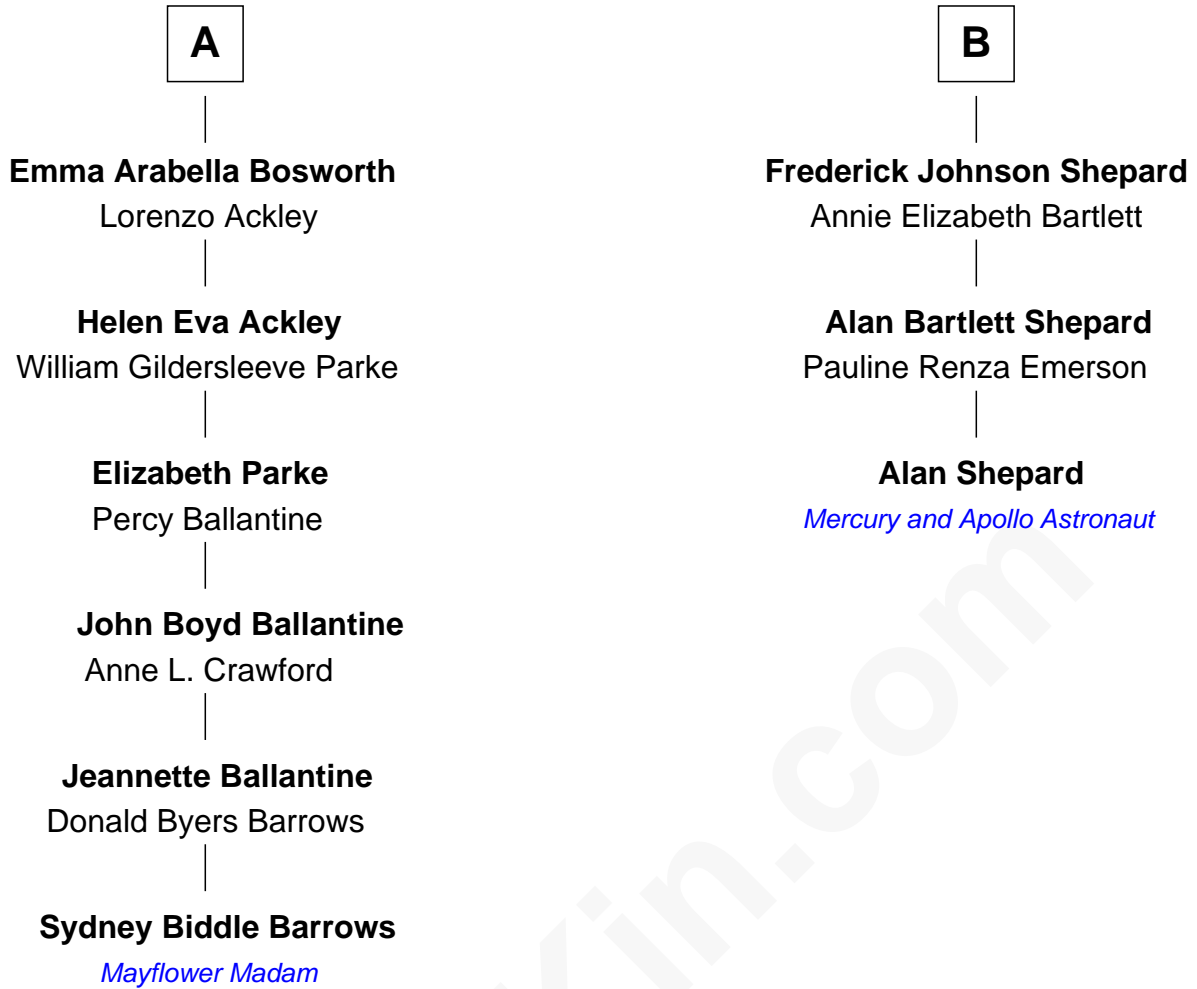 A
Emma Arabella Bosworth
Lorenzo Ackley
Helen Eva Ackley
William Gildersleeve Parke
Elizabeth Parke
Percy Ballantine
John Boyd Ballantine
Anne L. Crawford
Jeannette Ballantine
Donald Byers Barrows
Sydney Biddle Barrows
Mayflower Madam
B
Frederick Johnson Shepard
Annie Elizabeth Bartlett
Alan Bartlett Shepard
Pauline Renza Emerson
Alan Shepard
Mercury and Apollo Astronaut
Kin.com